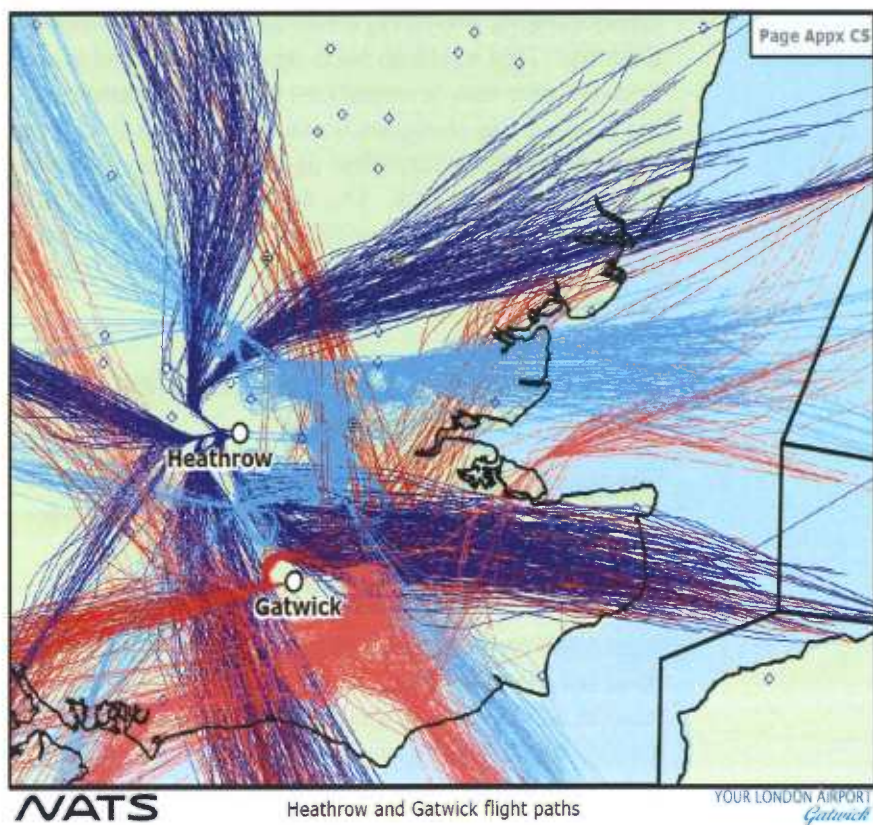 Page Appx C5
Heathrow
Gatwick
NATS
Heathrow and Gatwick flight paths
YOUR LONDON AIRPORT
Gatwick